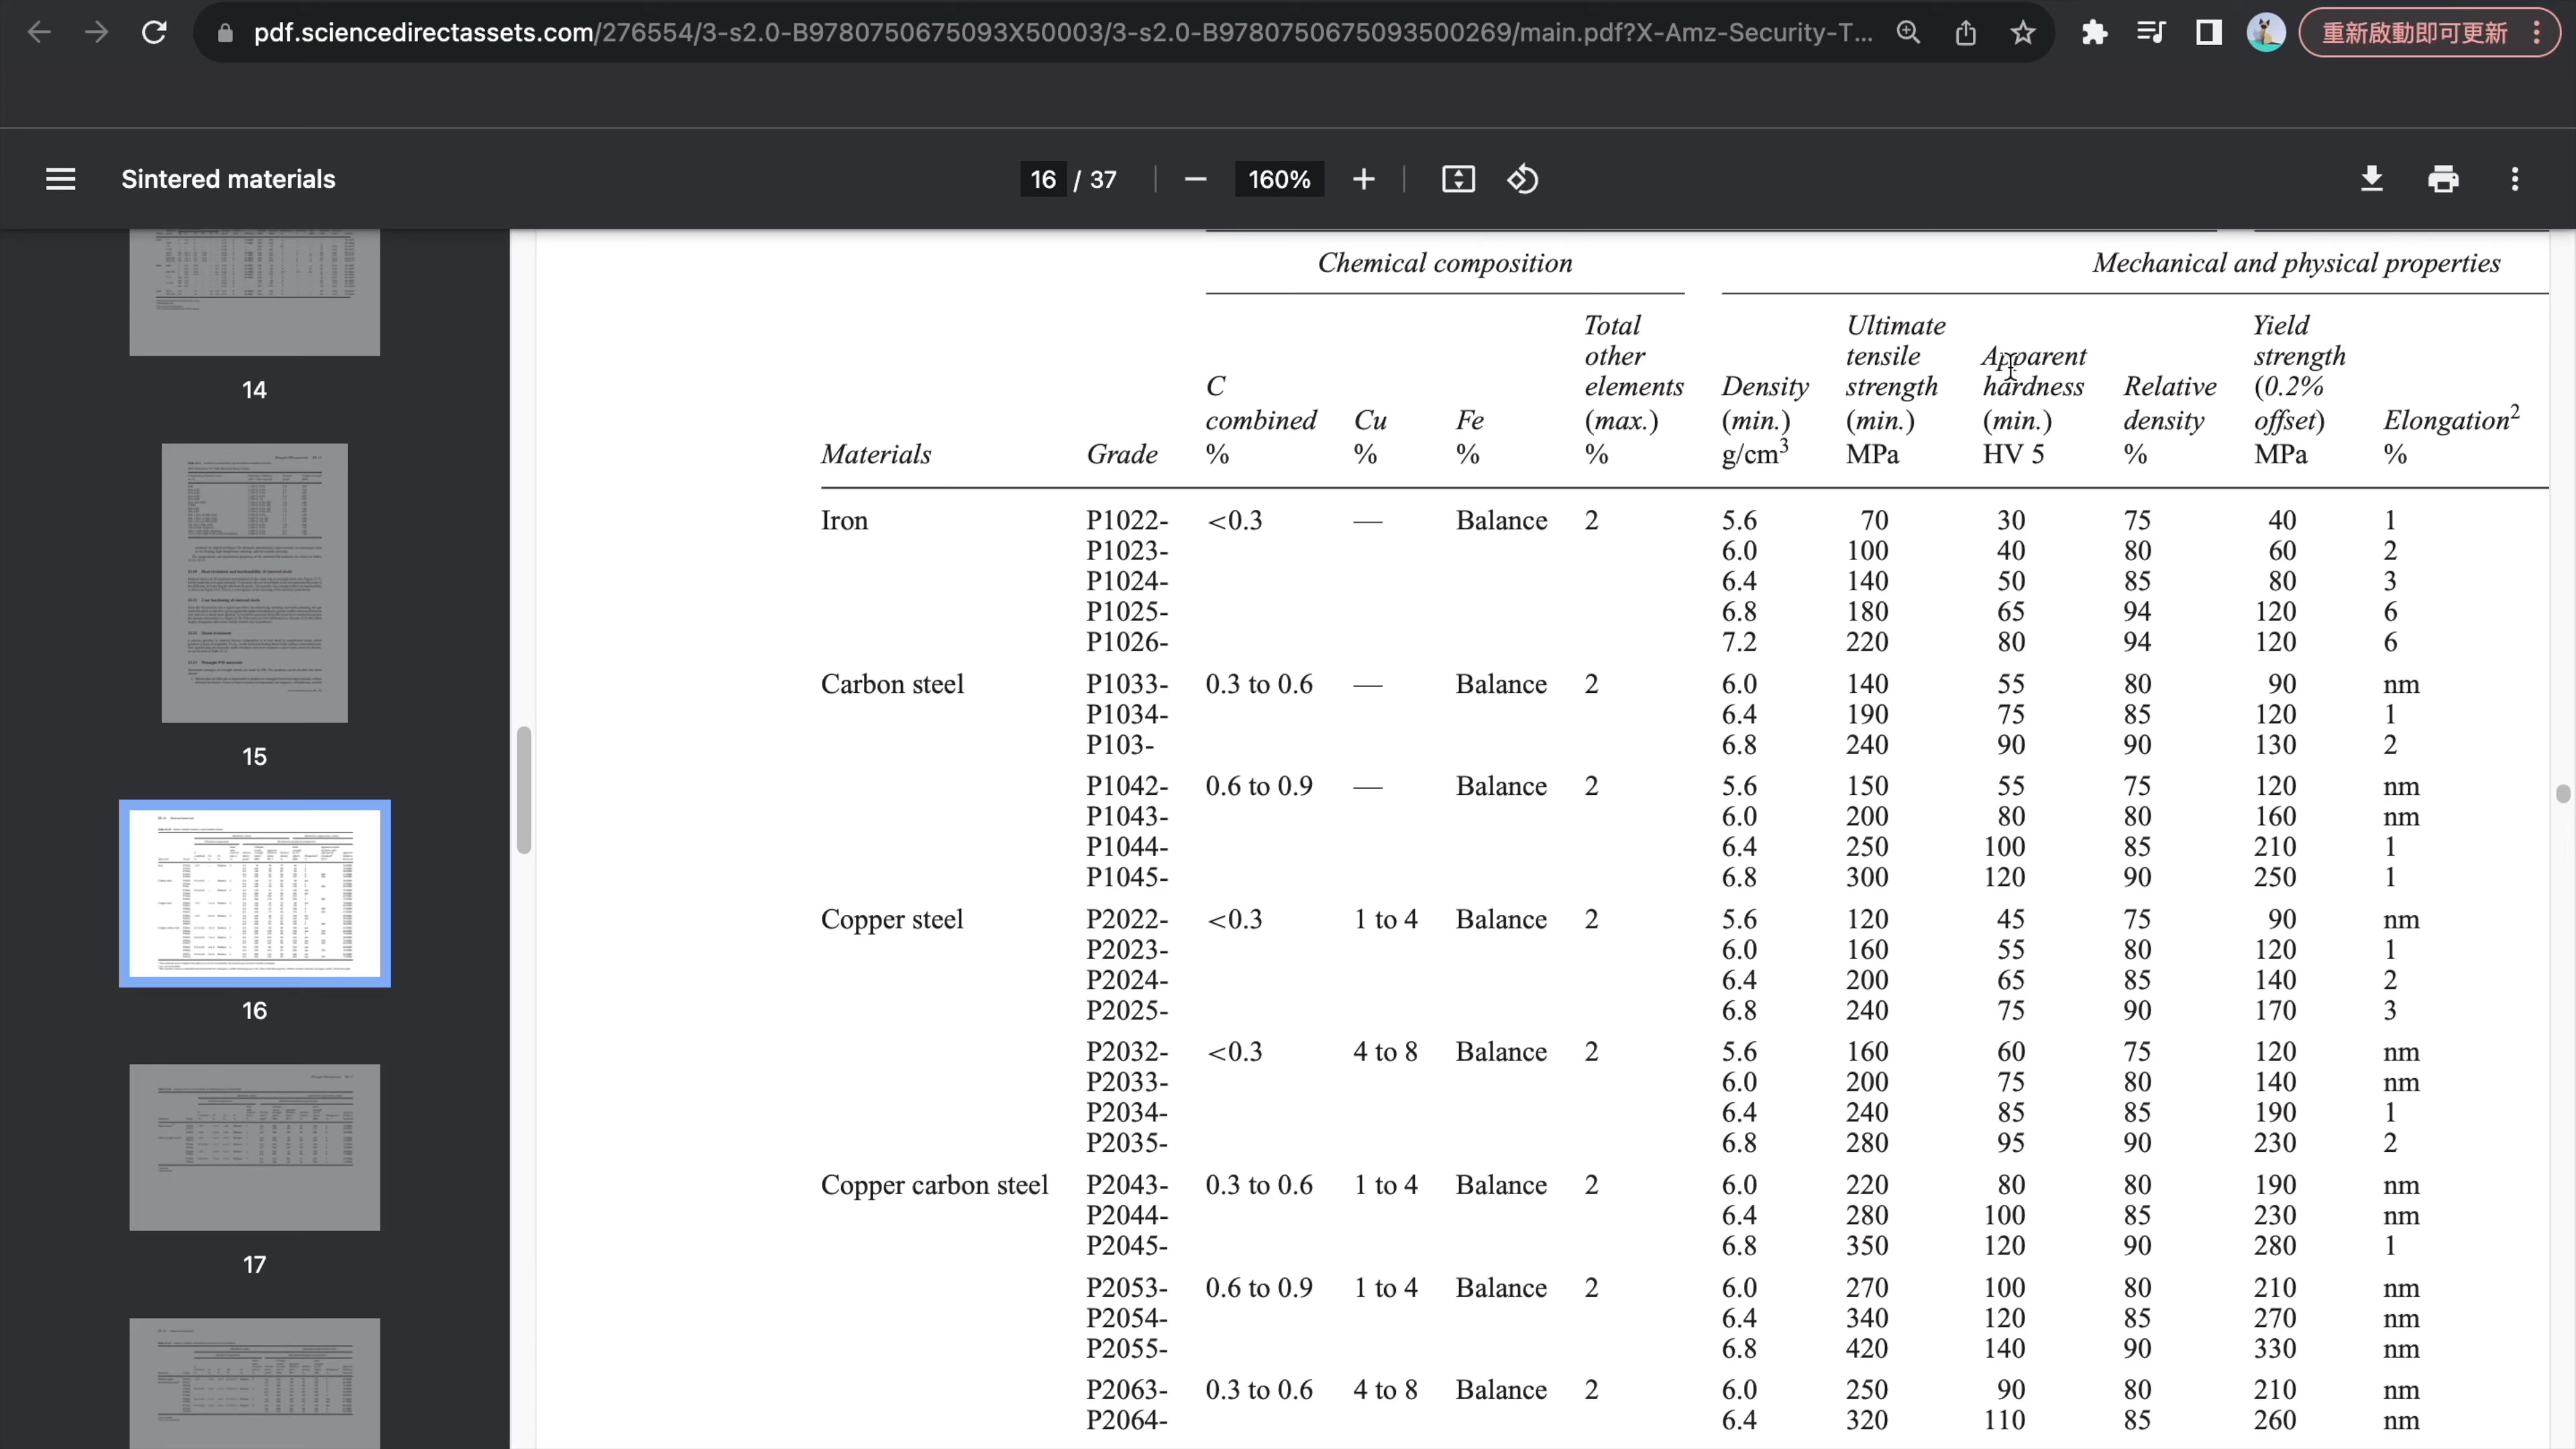 pdf.sciencedirectassets.com/276554/3-s2.0-B9780750675093X50003/3-s2.0-B9780750675093500269/main.pdf?X-Amz-Security-T...
重新啟動即可更新
Sintered materials
16 / 37
160%
14
15
16
17
Chemical composition Mechanical and physical properties
Total Ultimate Yield
other tensile Apparent strength
C elements Density strength hardness Relative (0.2%
combined Cu Fe (max.) (min.) (min.) (min.) density offset) Elongation²
Materials Grade % % % % g/cm³ MPa HV 5 % MPa %
Iron P1022- <0.3 — Balance 2 5.6 70 30 75 40 1
P1023- 6.0 100 40 80 60 2
P1024- 6.4 140 50 85 80 3
P1025- 6.8 180 65 94 120 6
P1026- 7.2 220 80 94 120 6
Carbon steel P1033- 0.3 to 0.6 — Balance 2 6.0 140 55 80 90 nm
P1034- 6.4 190 75 85 120 1
P103- 6.8 240 90 90 130 2
P1042- 0.6 to 0.9 — Balance 2 5.6 150 55 75 120 nm
P1043- 6.0 200 80 80 160 nm
P1044- 6.4 250 100 85 210 1
P1045- 6.8 300 120 90 250 1
Copper steel P2022- <0.3 1 to 4 Balance 2 5.6 120 45 75 90 nm
P2023- 6.0 160 55 80 120 1
P2024- 6.4 200 65 85 140 2
P2025- 6.8 240 75 90 170 3
P2032- <0.3 4 to 8 Balance 2 5.6 160 60 75 120 nm
P2033- 6.0 200 75 80 140 nm
P2034- 6.4 240 85 85 190 1
P2035- 6.8 280 95 90 230 2
Copper carbon steel P2043- 0.3 to 0.6 1 to 4 Balance 2 6.0 220 80 80 190 nm
P2044- 6.4 280 100 85 230 nm
P2045- 6.8 350 120 90 280 1
P2053- 0.6 to 0.9 1 to 4 Balance 2 6.0 270 100 80 210 nm
P2054- 6.4 340 120 85 270 nm
P2055- 6.8 420 140 90 330 nm
P2063- 0.3 to 0.6 4 to 8 Balance 2 6.0 250 90 80 210 nm
P2064- 6.4 320 110 85 260 nm